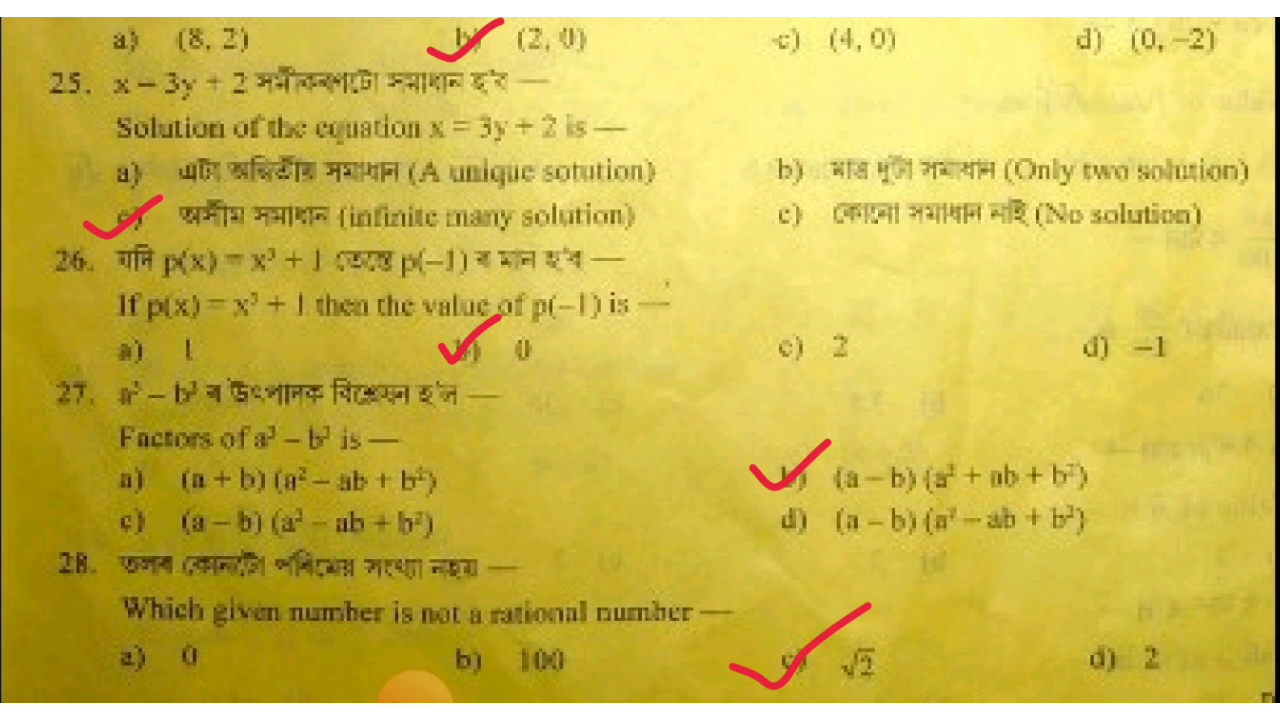 a) (8, 2) b) (2, 0) c) (4, 0) d) (0, –2)
25. x – 3y + 2 সমীকৰণটো সমাধান হ'ব —
Solution of the equation x = 3y + 2 is —
a) এটা অদ্বিতীয় সমাধান (A unique sotution) b) মাত্ৰ দুটা সমাধান (Only two solution)
c) অসীম সমাধান (infinite many solution) c) কোনো সমাধান নাই (No solution)
26. যদি p(x) = x³ + 1 তেন্তে p(–1) ৰ মান হ'ব —
If p(x) = x³ + 1 then the value of p(–1) is —
a) 1 b) 0 c) 2 d) –1
27. a³ – b³ ৰ উৎপাদক বিশ্লেষন হ'ল —
Factors of a³ – b³ is —
a) (a + b) (a² – ab + b²) b) (a – b) (a² + ab + b²)
c) (a – b) (a² – ab + b²) d) (a – b) (a² – ab + b²)
28. তলৰ কোনটো পৰিমেয় সংখ্যা নহয় —
Which given number is not a rational number —
a) 0 b) 100 c) √2 d) 2